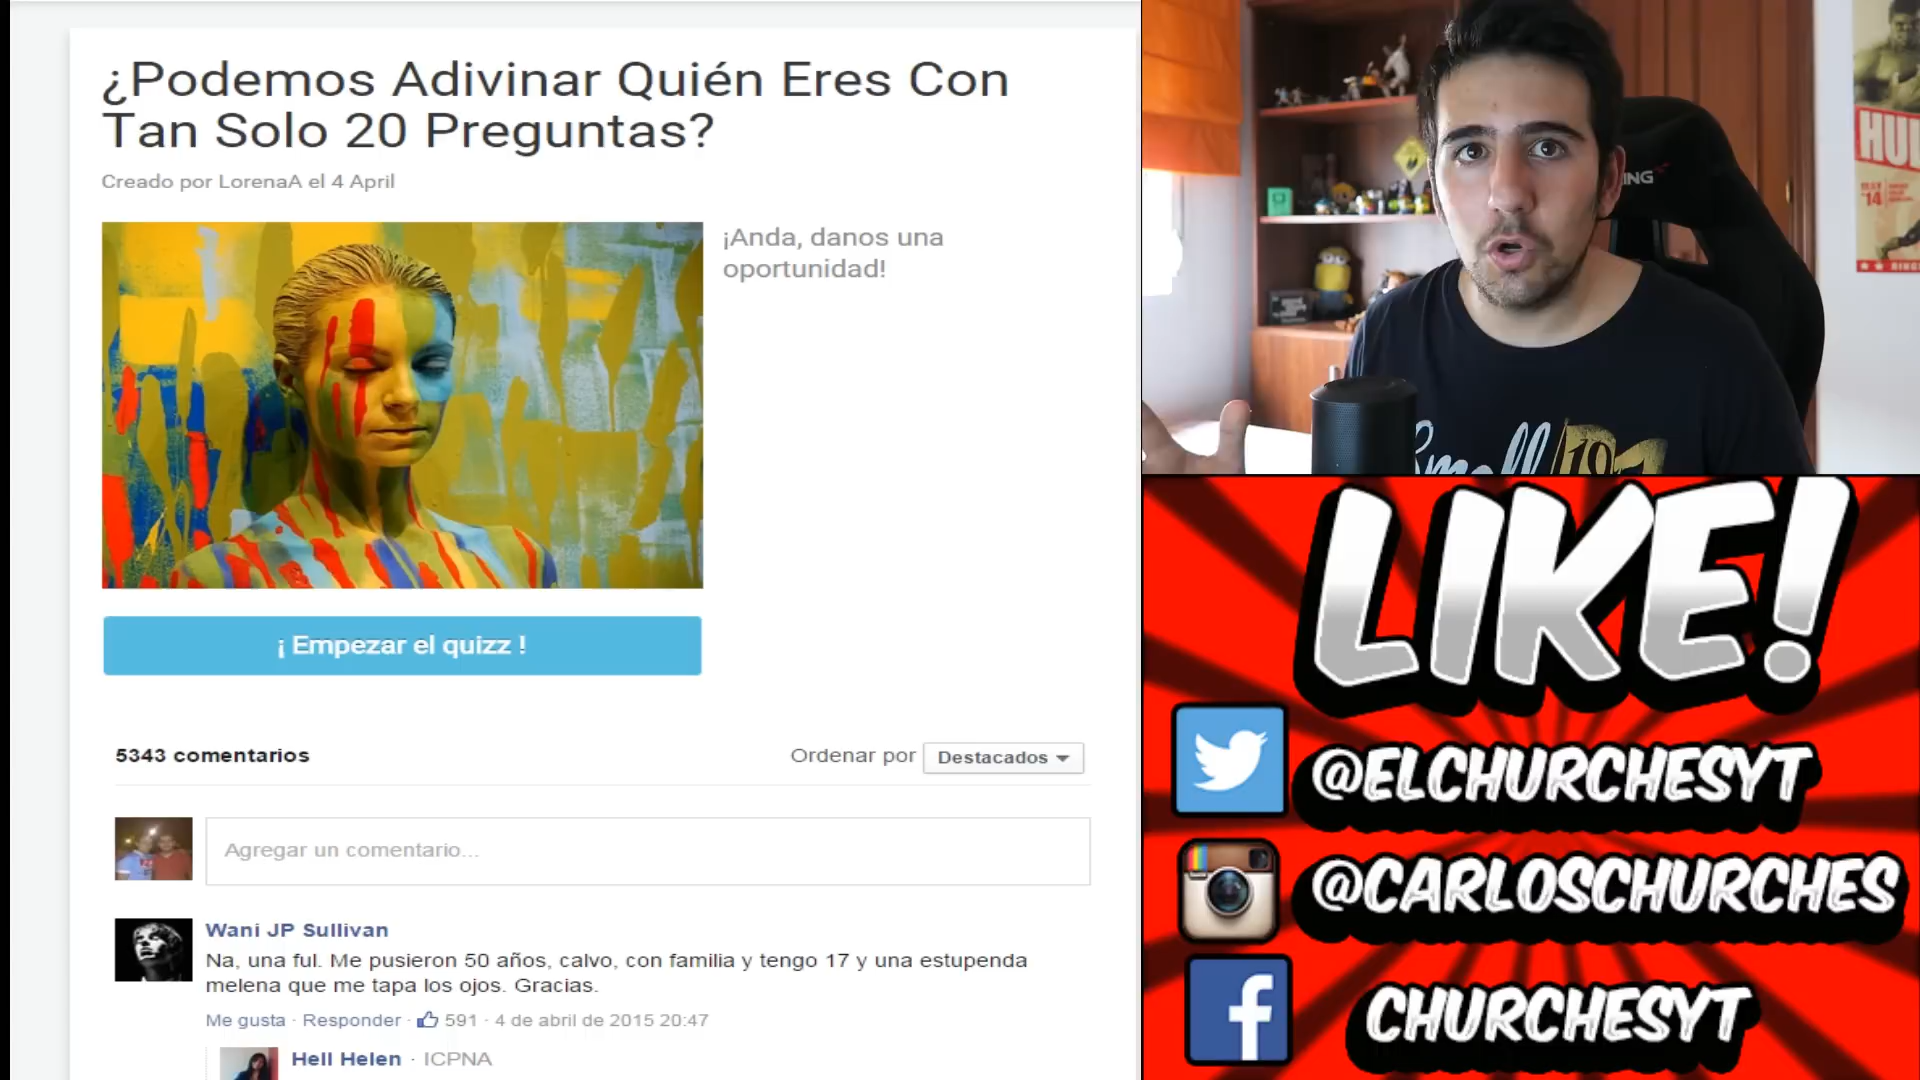 ¿Podemos Adivinar Quién Eres Con
Tan Solo 20 Preguntas?
Creado por LorenaA el 4 April
¡Anda, danos una
oportunidad!
¡ Empezar el quizz !
5343 comentarios
Ordenar por
Destacados
Agregar un comentario...
Wani JP Sullivan
Na, una ful. Me pusieron 50 años, calvo, con familia y tengo 17 y una estupenda
melena que me tapa los ojos. Gracias.
Me gusta · Responder · 591 · 4 de abril de 2015 20:47
Hell Helen · ICPNA
HUL
'14
LIKE!
@ELCHURCHESYT
@CARLOSCHURCHES
CHURCHESYT